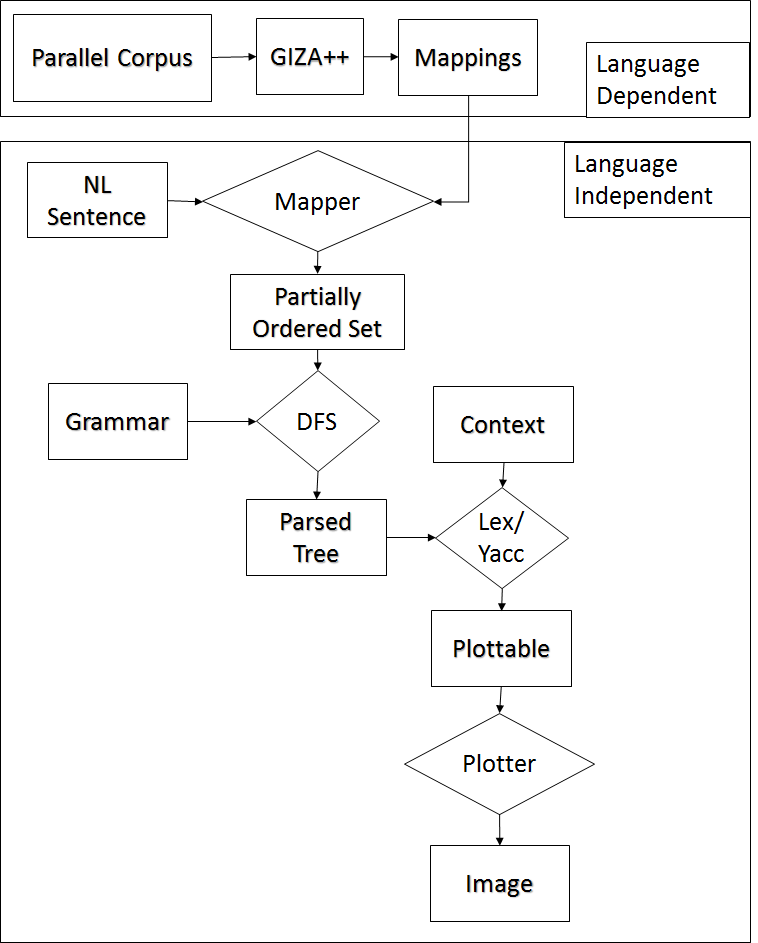 Parallel Corpus
GIZA++
Mappings
Language
Dependent
Language
Independent
NL
Sentence
Mapper
Partially
Ordered Set
Grammar
DFS
Context
Parsed
Tree
Lex/
Yacc
Plottable
Plotter
Image